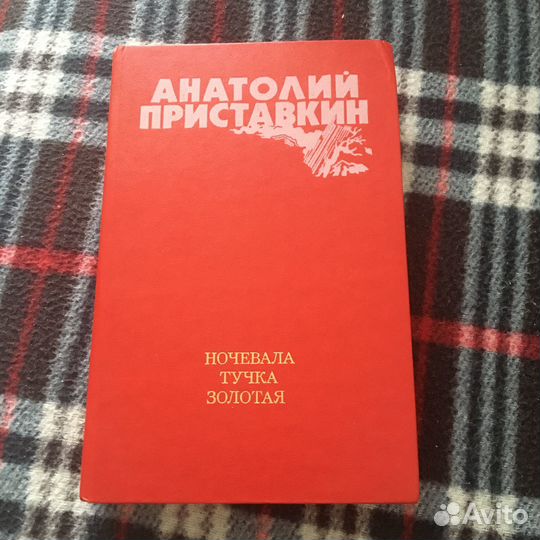 АНАТОЛИЙ
ПРИСТАВКИН
НОЧЕВАЛА
ТУЧКА
ЗОЛОТАЯ
Avito